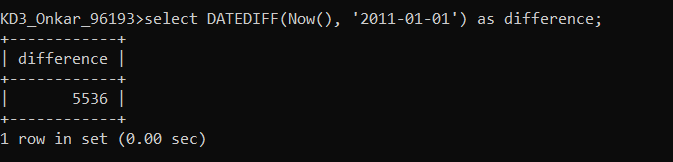 KD3_Onkar_96193>select DATEDIFF(Now(), '2011-01-01') as difference;
+------------+
| difference |
+------------+
|       5536 |
+------------+
1 row in set (0.00 sec)